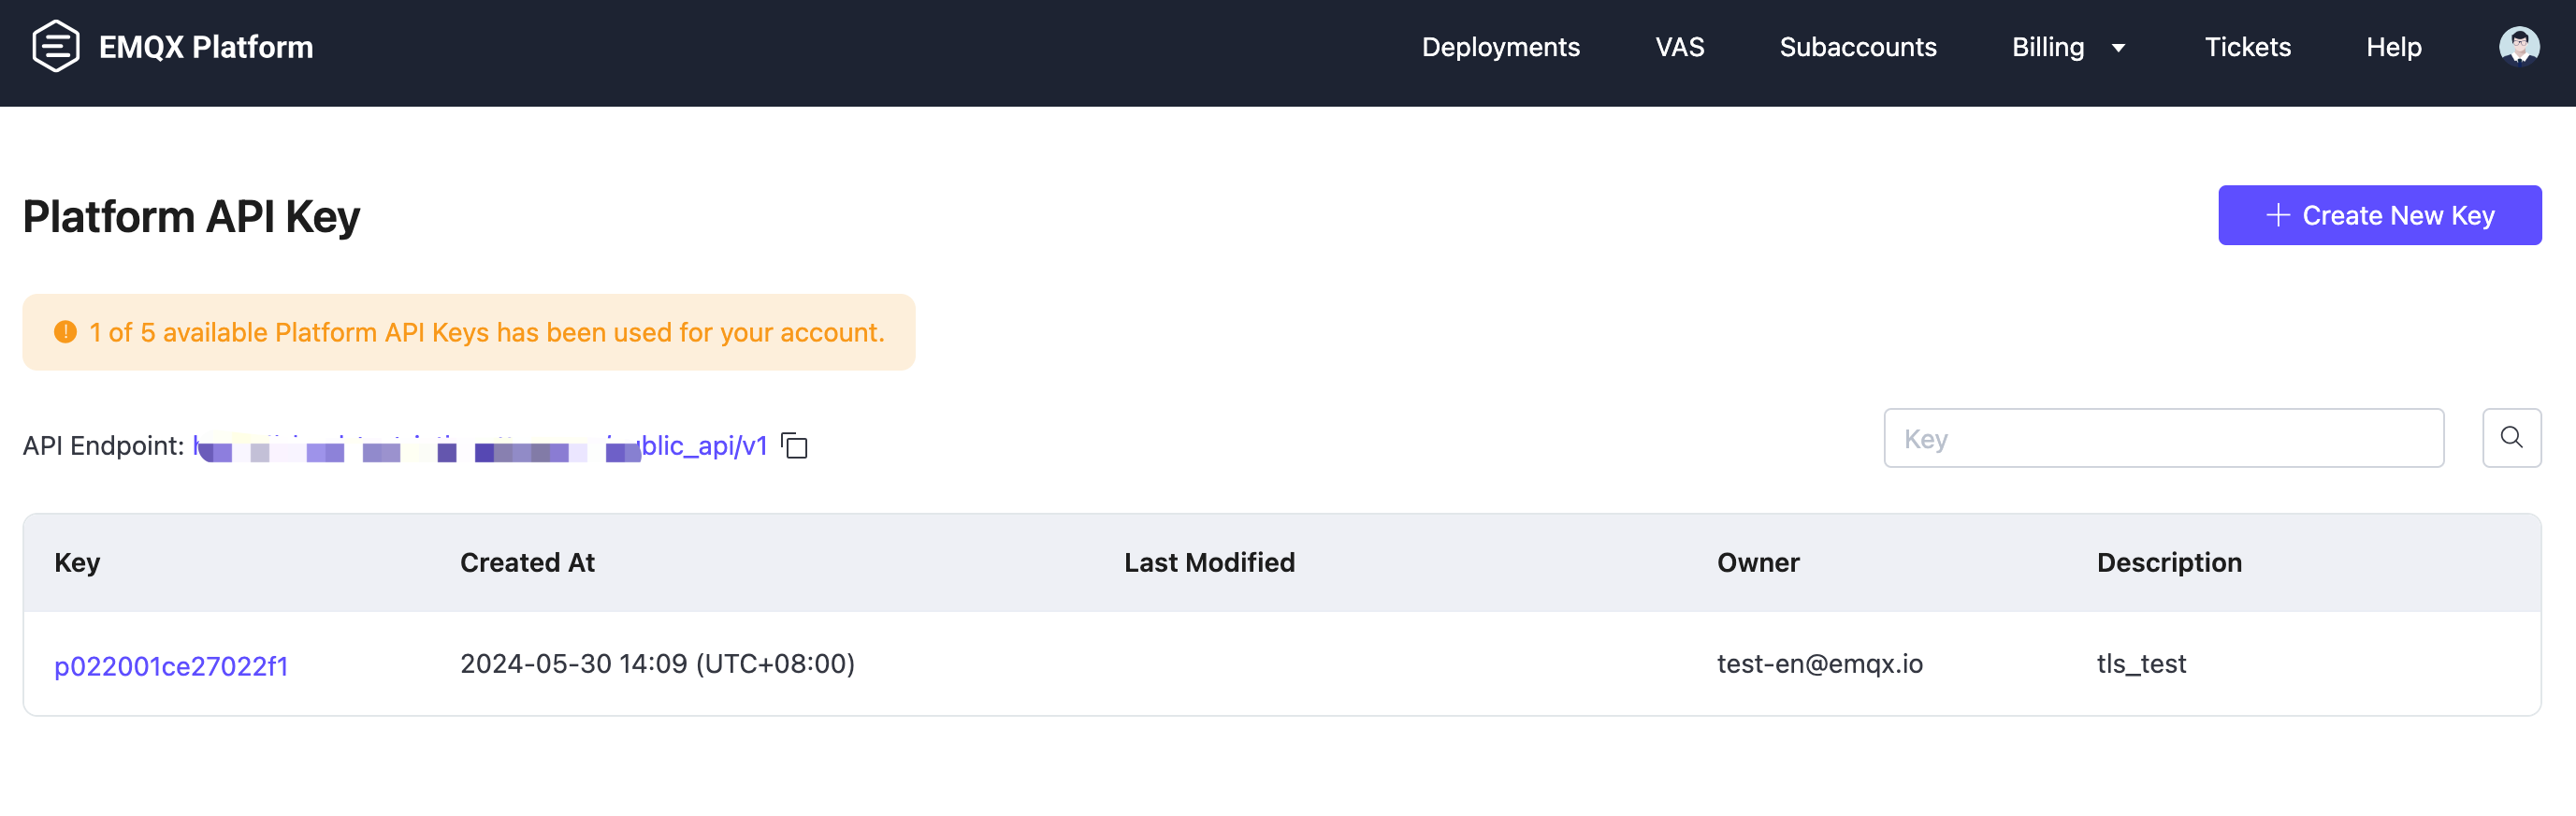 EMQX Platform Deployments VAS Subaccounts Billing Tickets Help
Platform API Key
+ Create New Key
1 of 5 available Platform API Keys has been used for your account.
API Endpoint: blic_api/v1
Key
Key Created At Last Modified Owner Description
p022001ce27022f1 2024-05-30 14:09 (UTC+08:00) test-en@emqx.io tls_test